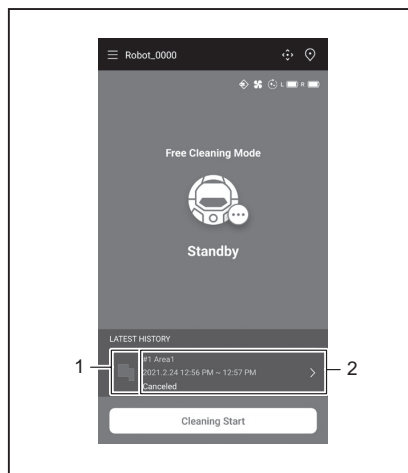 Robot_0000
L R
Free Cleaning Mode
Standby
LATEST HISTORY
#1 Area1
1 2021.2.24 12:56 PM ~ 12:57 PM 2
Canceled
Cleaning Start